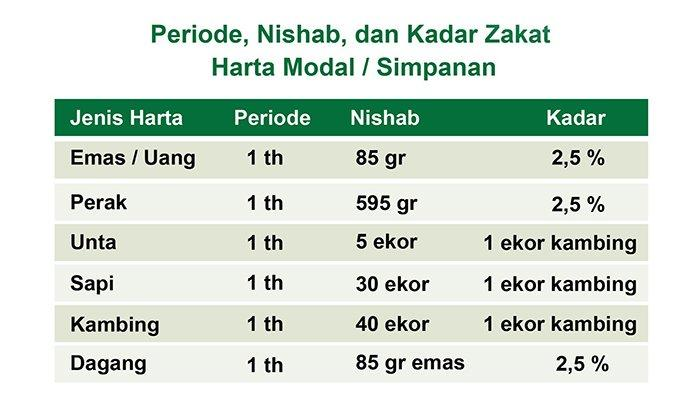 Periode, Nishab, dan Kadar Zakat
Harta Modal / Simpanan
Jenis Harta Periode Nishab Kadar
Emas / Uang 1 th 85 gr 2,5 %
Perak 1 th 595 gr 2,5 %
Unta 1 th 5 ekor 1 ekor kambing
Sapi 1 th 30 ekor 1 ekor kambing
Kambing 1 th 40 ekor 1 ekor kambing
Dagang 1 th 85 gr emas 2,5 %